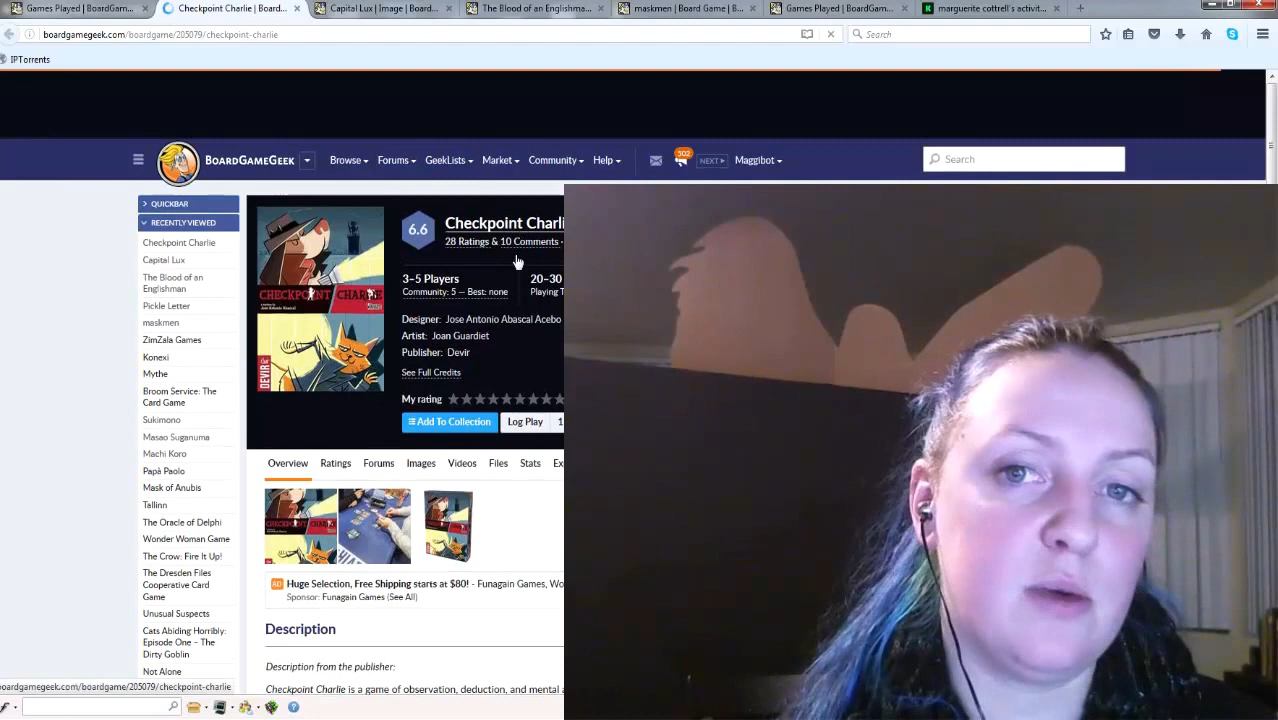 Games Played | BoardGam...
Checkpoint Charlie | Board...
Capital Lux | Image | Board...
The Blood of an Englishma...
maskmen | Board Game | B...
Games Played | BoardGam...
marguerite cottrell's activit...
boardgamegeek.com/boardgame/205079/checkpoint-charlie
Search
IPTorrents
BOARDGAMEGEEK
Browse
Forums
GeekLists
Market
Community
Help
502
NEXT
Maggibot
Search
QUICKBAR
RECENTLY VIEWED
Checkpoint Charlie
Capital Lux
The Blood of an
Englishman
Pickle Letter
maskmen
ZimZala Games
Konexi
Mythe
Broom Service: The
Card Game
Sukimono
Masao Suganuma
Machi Koro
Papà Paolo
Mask of Anubis
Tallinn
The Oracle of Delphi
Wonder Woman Game
The Crow: Fire It Up!
The Dresden Files
Cooperative Card
Game
Unusual Suspects
Cats Abiding Horribly:
Episode One – The
Dirty Goblin
Not Alone
CHECKPOINT CHARLIE
DEVIR
6.6
Checkpoint Charli
28 Ratings & 10 Comments ·
3–5 Players
Community: 5 — Best: none
20–30
Playing T
Designer: Jose Antonio Abascal Acebo
Artist: Joan Guardiet
Publisher: Devir
See Full Credits
My rating
Add To Collection
Log Play
1
Overview
Ratings
Forums
Images
Videos
Files
Stats
Ex
AD
Huge Selection, Free Shipping starts at $80! - Funagain Games, Wo
Sponsor: Funagain Games (See All)
Description
Description from the publisher:
Checkpoint Charlie is a game of observation, deduction, and mental a
oardgamegeek.com/boardgame/205079/checkpoint-charlie